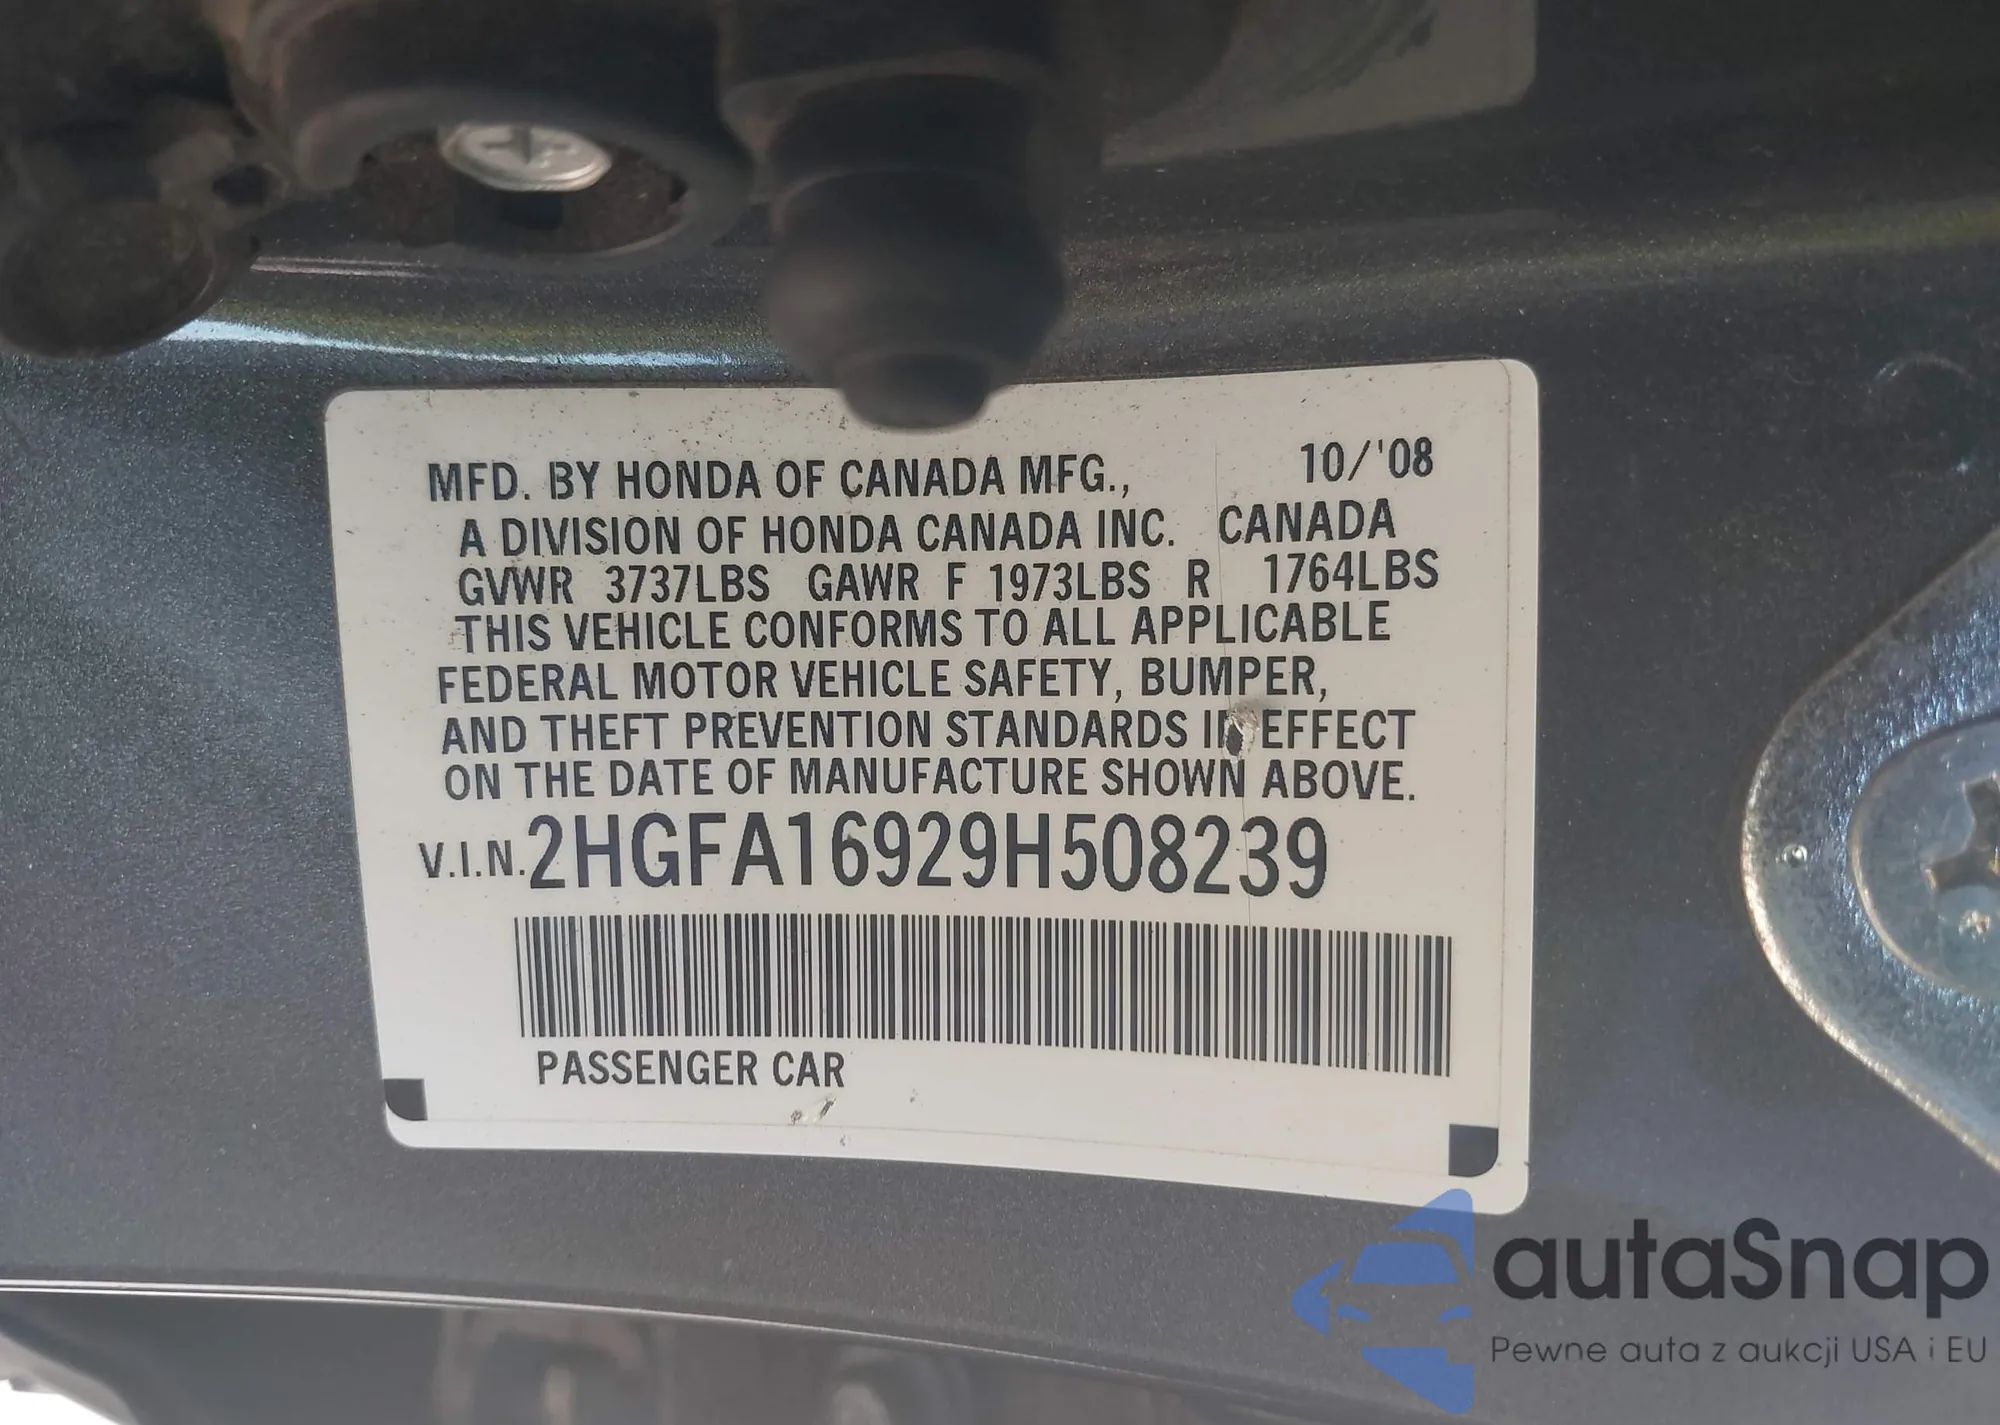 MFD. BY HONDA OF CANADA MFG., 10/'08
A DIVISION OF HONDA CANADA INC. CANADA
GVWR 3737LBS GAWR F 1973LBS R 1764LBS
THIS VEHICLE CONFORMS TO ALL APPLICABLE
FEDERAL MOTOR VEHICLE SAFETY, BUMPER,
AND THEFT PREVENTION STANDARDS IN EFFECT
ON THE DATE OF MANUFACTURE SHOWN ABOVE.
V.I.N. 2HGFA16929H508239
PASSENGER CAR
autaSnap
Pewne auta z aukcji USA i EU